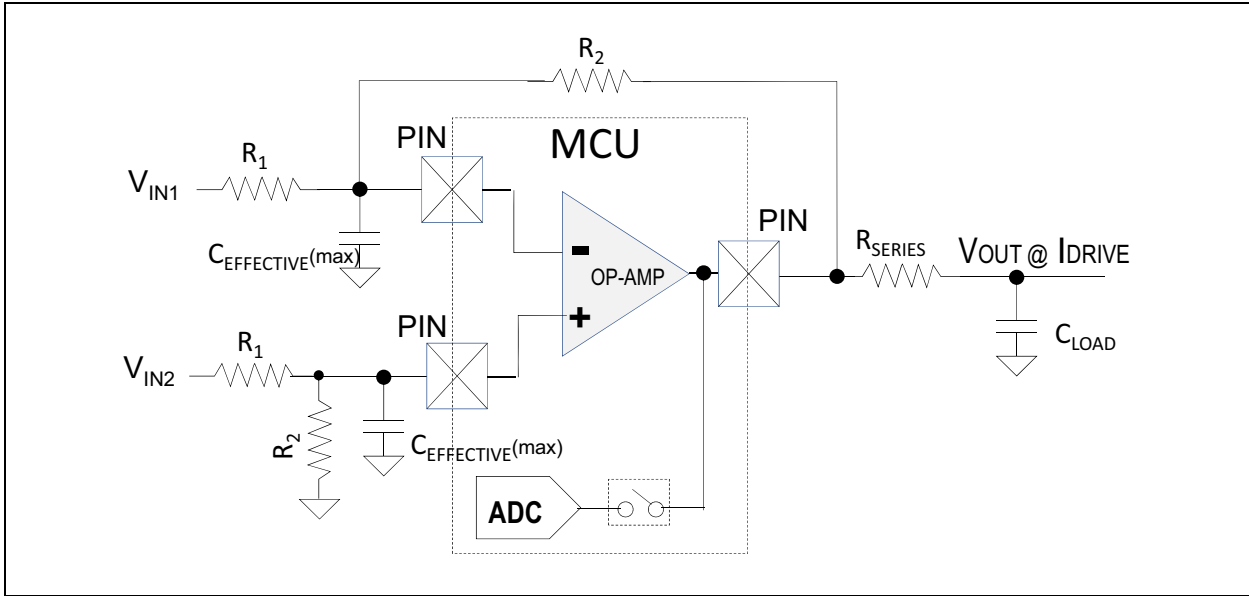 R2
PIN
MCU
R1
VIN1
PIN
RSERIES
VOUT @ IDRIVE
CEFFECTIVE(max)
-
OP-AMP
+
PIN
R1
CLOAD
VIN2
R2
CEFFECTIVE(max)
ADC